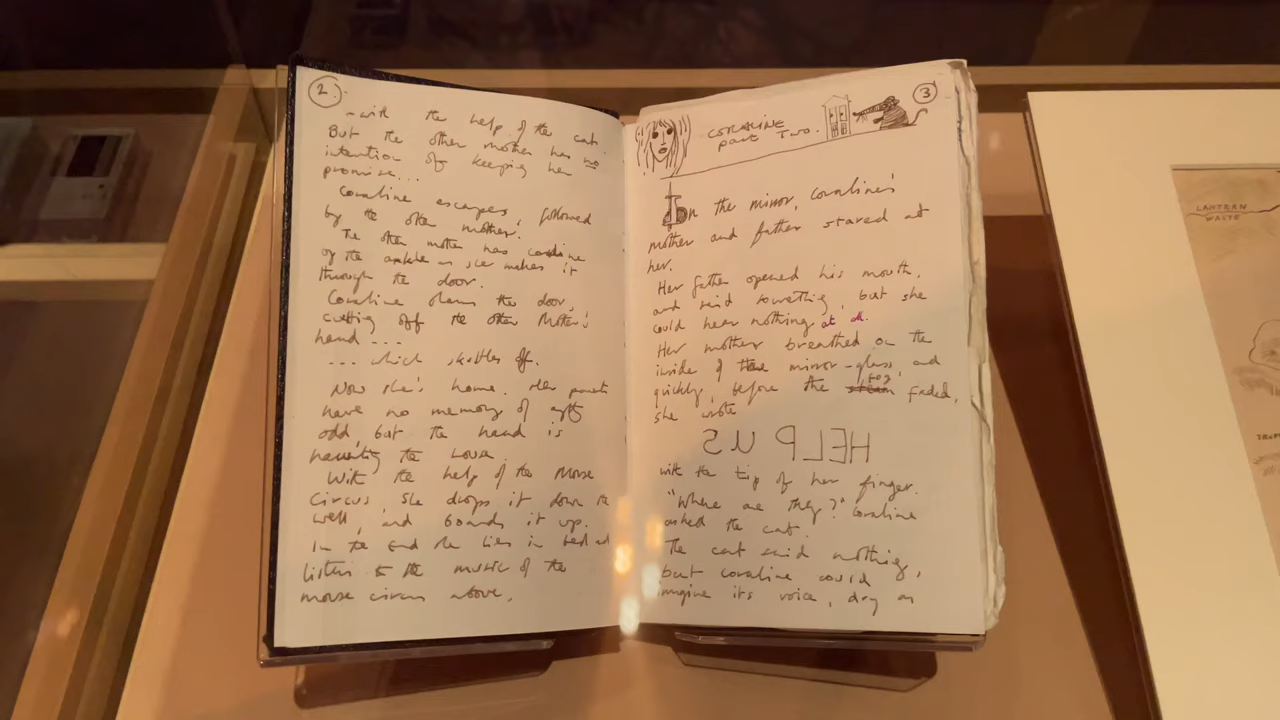 2.
- with the help of the cat.
But the other mother has no
intention of keeping her
promise...
Coraline escapes, followed
by the other mother.
The other mother has Coraline
by the ankle as she makes it
through the door.
Coraline slams the door,
cutting off the other Mother's
hand ---
--- which skuttles off.
Now she's home. Her parents
have no memory of
odd, but the hand is
haunting the house.
With the help of the Mouse
Circus, she drops it down the
well, and boards it up.
In the end she lies in bed and
listens to the music of the
mouse circus above.
3
CORALINE
part Two.
In the mirror, Coraline's
mother and father stared at
her.
Her father opened his mouth,
and said something, but she
could hear nothing at all.
Her mother breathed on the
inside of the mirror-glass, and
quickly, before the steam fog faded,
she wrote
HELP US
with the tip of her finger.
"Where are they?" Coraline
asked the cat.
The cat said nothing,
but Coraline could
imagine its voice, dry as
LANTERN
WASTE